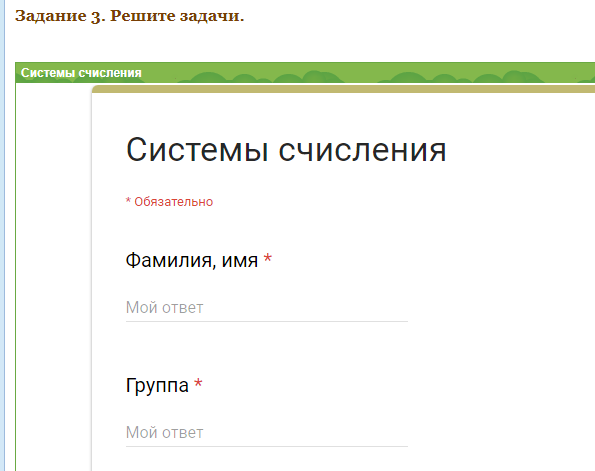 Задание 3. Решите задачи.
Системы счисления
Системы счисления
* Обязательно
Фамилия, имя *
Мой ответ
Группа *
Мой ответ